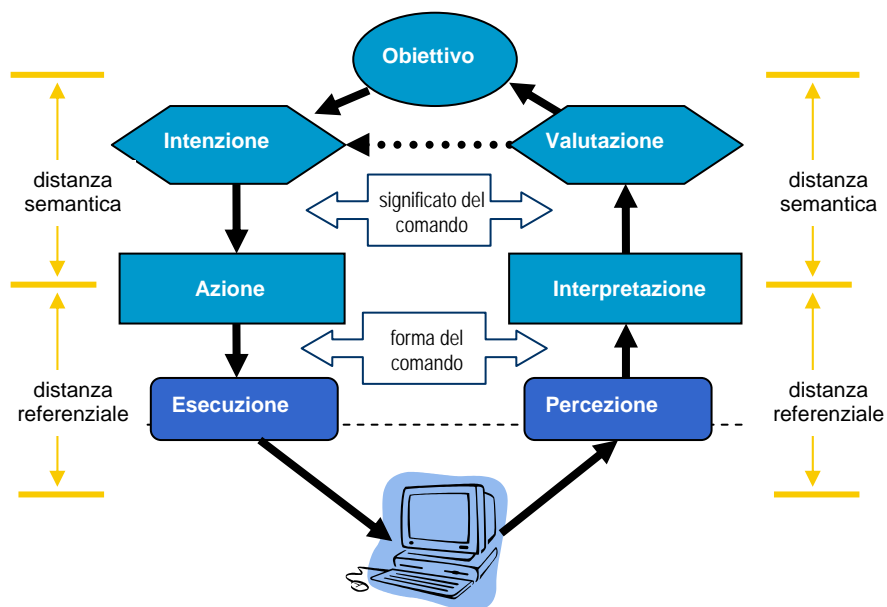 Obiettivo
Intenzione
Valutazione
distanza
semantica
significato del
comando
distanza
semantica
Azione
Interpretazione
forma del
comando
distanza
referenziale
Esecuzione
Percezione
distanza
referenziale